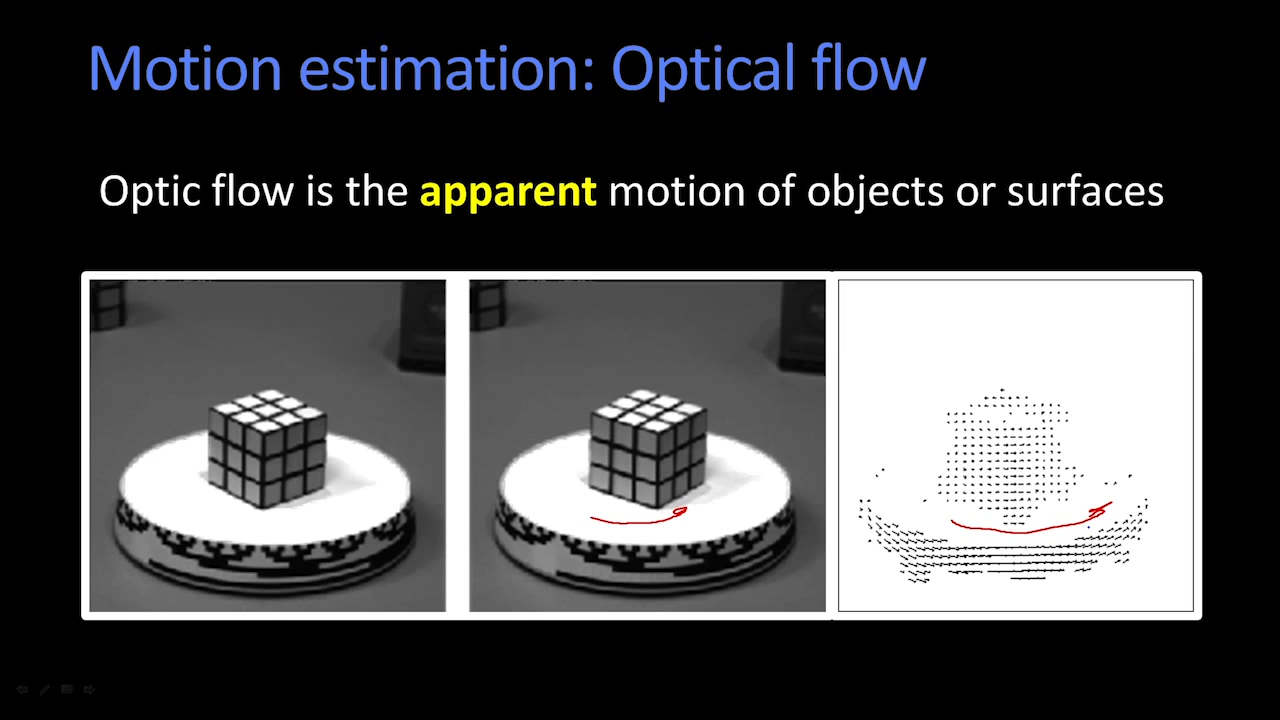 Motion estimation: Optical flow
Optic flow is the apparent motion of objects or surfaces